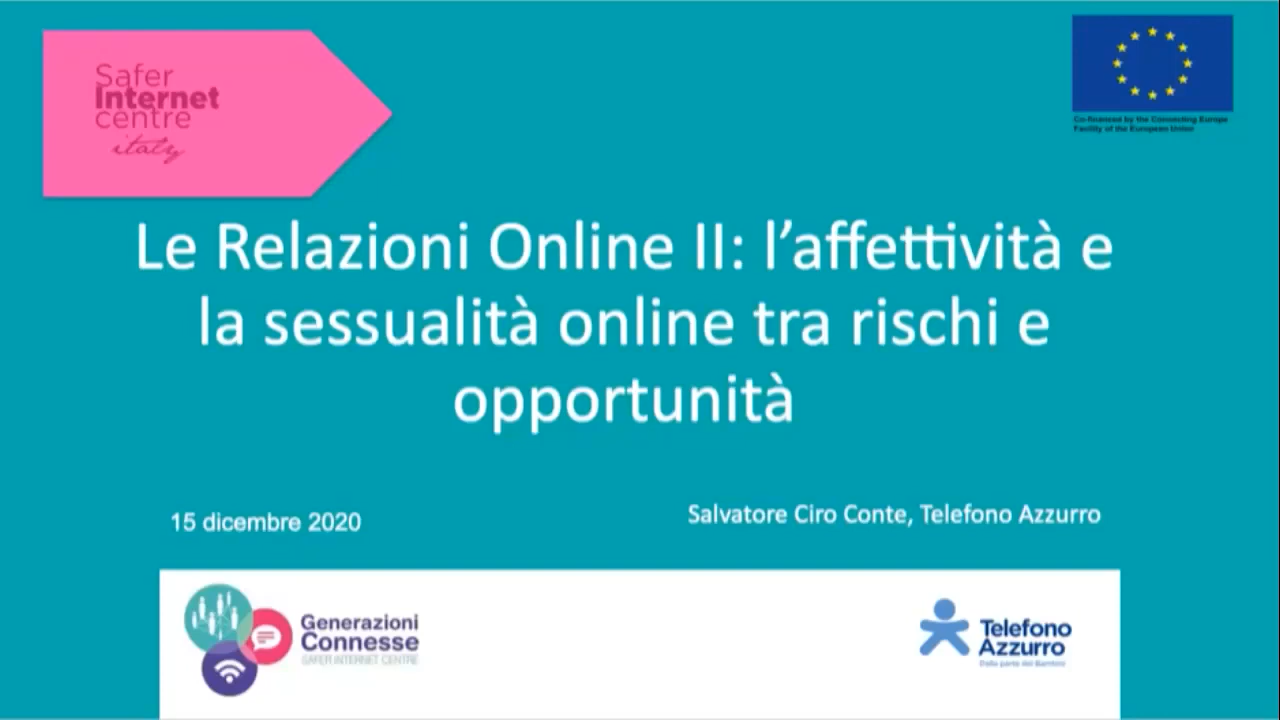 Safer
Internet
centre
italy
Co-financed by the Connecting Europe
Facility of the European Union
Le Relazioni Online II: l’affettività e
la sessualità online tra rischi e
opportunità
15 dicembre 2020
Salvatore Ciro Conte, Telefono Azzurro
Generazioni
Connesse
SAFER INTERNET CENTRE
Telefono
Azzurro
Dalla parte dei Bambini